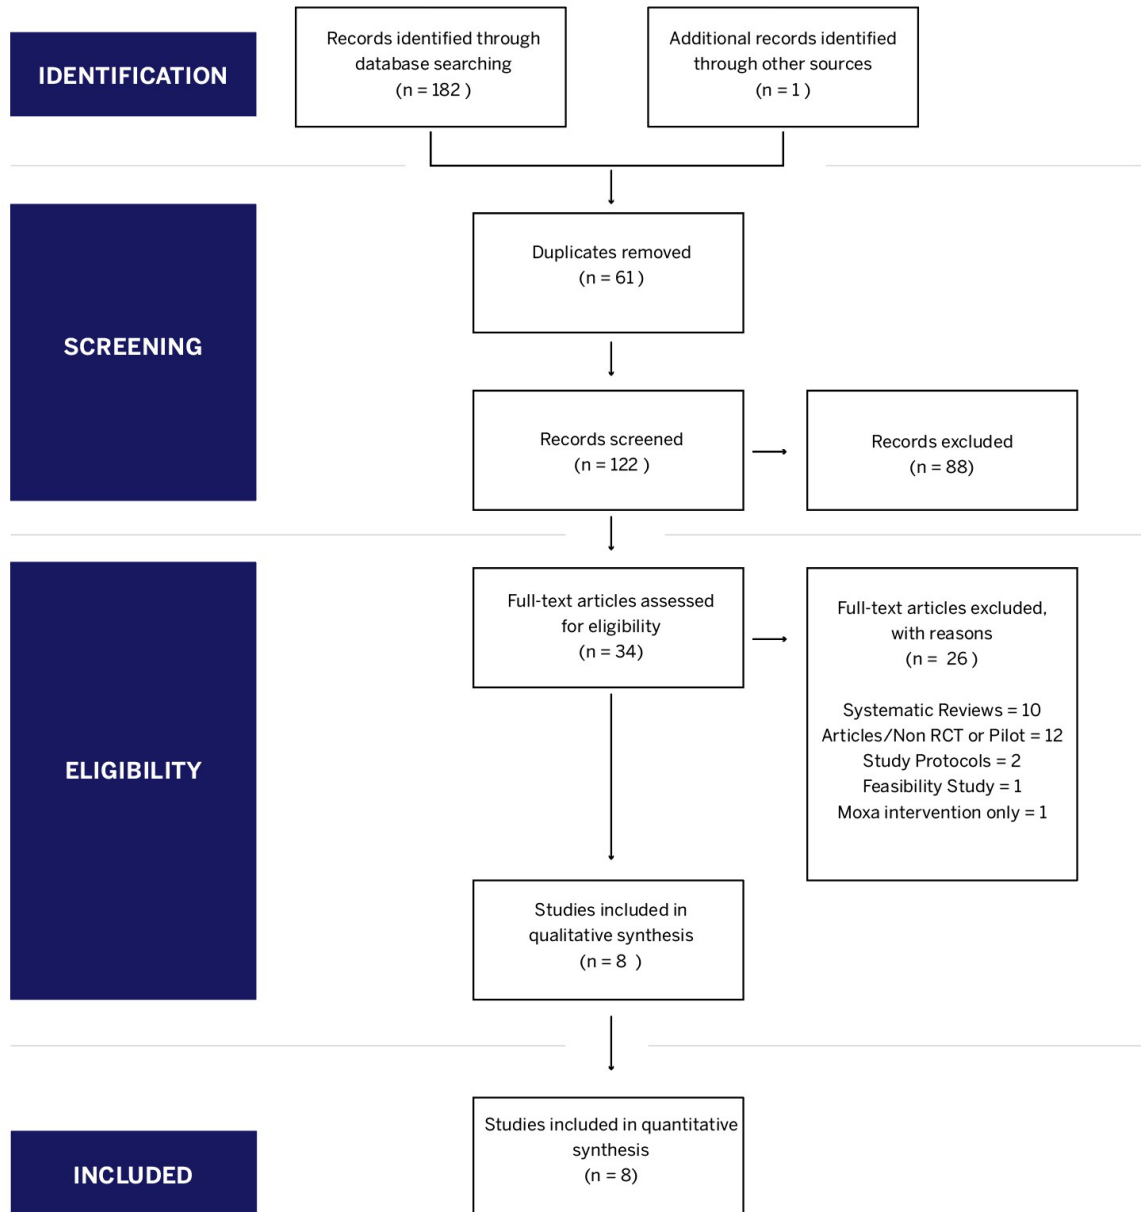 IDENTIFICATION
Records identified through
database searching
(n = 182 )
Additional records identified
through other sources
(n = 1 )
SCREENING
Duplicates removed
(n = 61 )
Records screened
(n = 122 )
Records excluded
(n = 88)
ELIGIBILITY
Full-text articles assessed
for eligibility
(n = 34)
Full-text articles excluded,
with reasons
(n =  26 )
Systematic Reviews = 10
Articles/Non RCT or Pilot = 12
Study Protocols = 2
Feasibility Study = 1
Moxa intervention only = 1
Studies included in
qualitative synthesis
(n = 8  )
INCLUDED
Studies included in quantitative
synthesis
(n = 8)